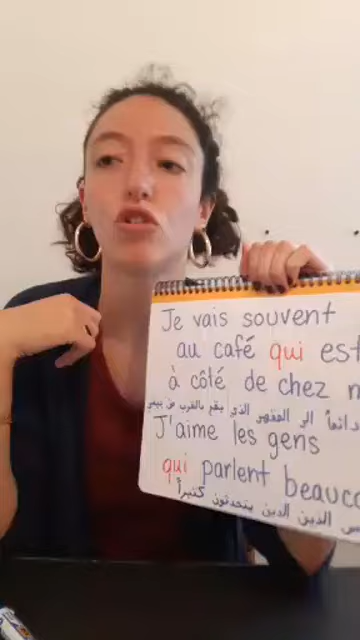 Je vais souvent
au café qui est
à côté de chez
دائماً الى المقهى الذي يقع بالقرب من بيتي
J'aime les gens
qui parlent beauco
الذين يتحدثون كثيراً